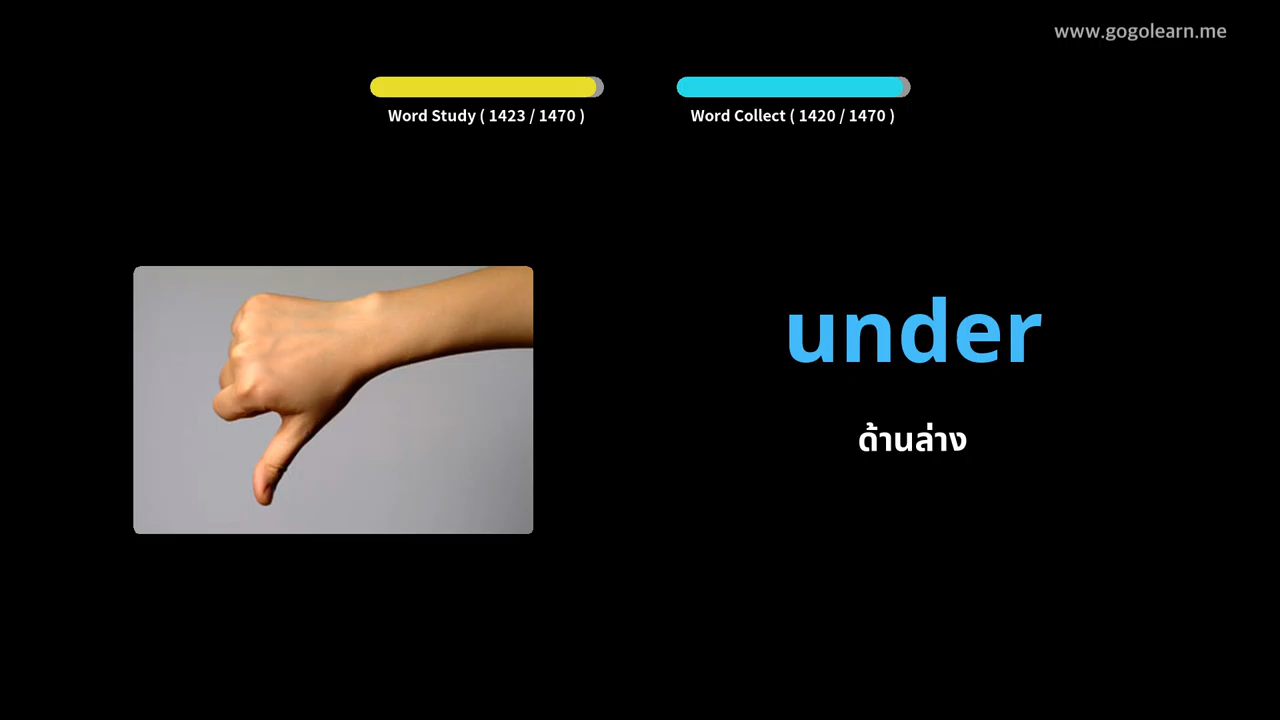 www.gogolearn.me
Word Study ( 1423 / 1470 )
Word Collect ( 1420 / 1470 )
under
ด้านล่าง